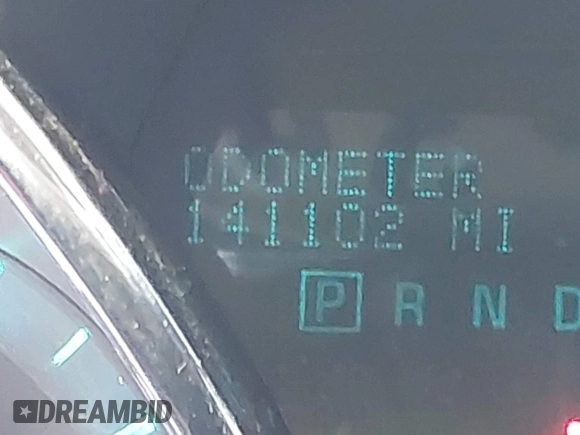 ODOMETER
141102 MI
P R N D
DREAMBID